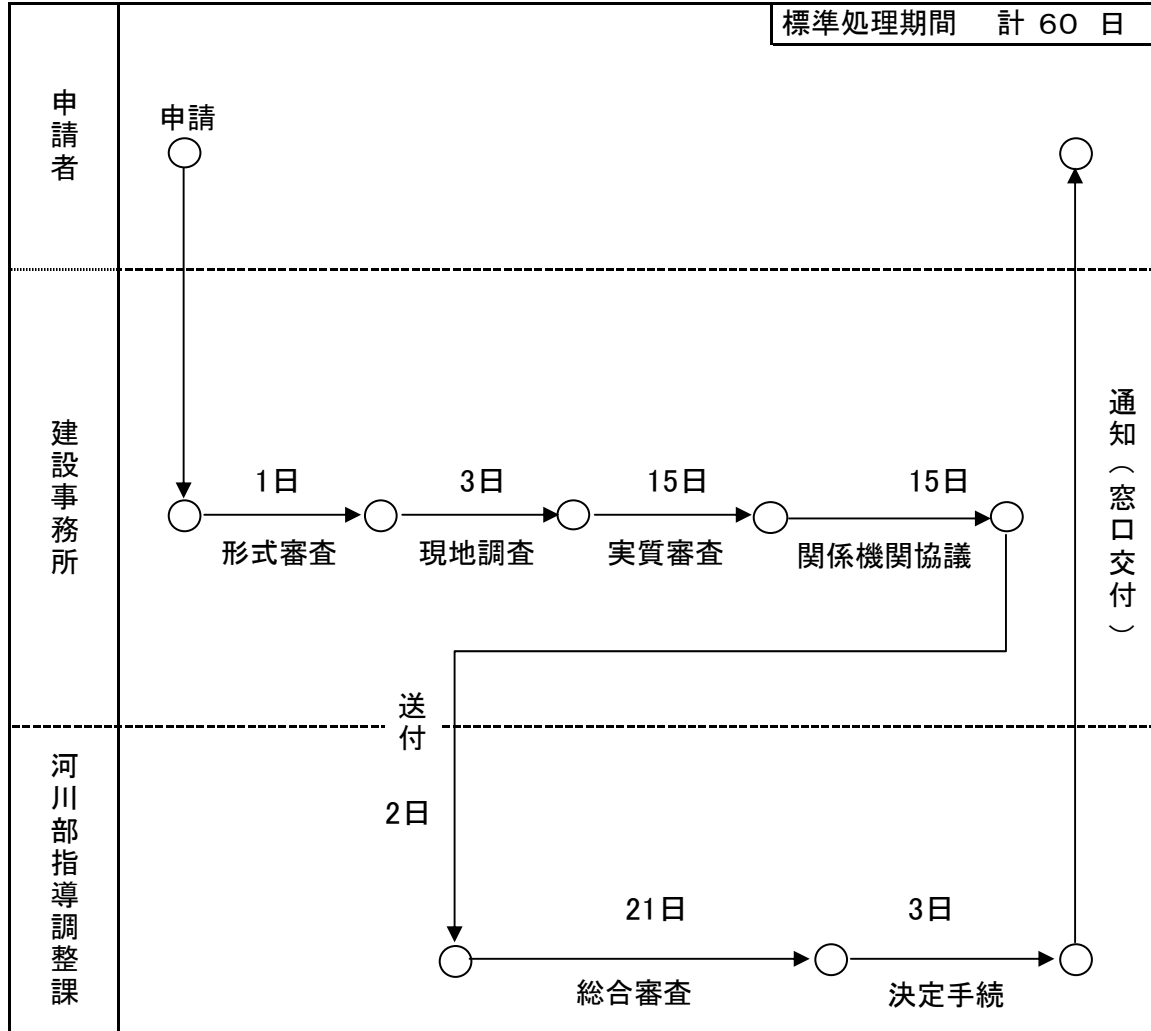 標準処理期間　計 60 日
申請者
申請
建設事務所
1日
3日
15日
15日
形式審査
現地調査
実質審査
関係機関協議
通知（窓口交付）
送付
2日
河川部指導調整課
21日
3日
総合審査
決定手続